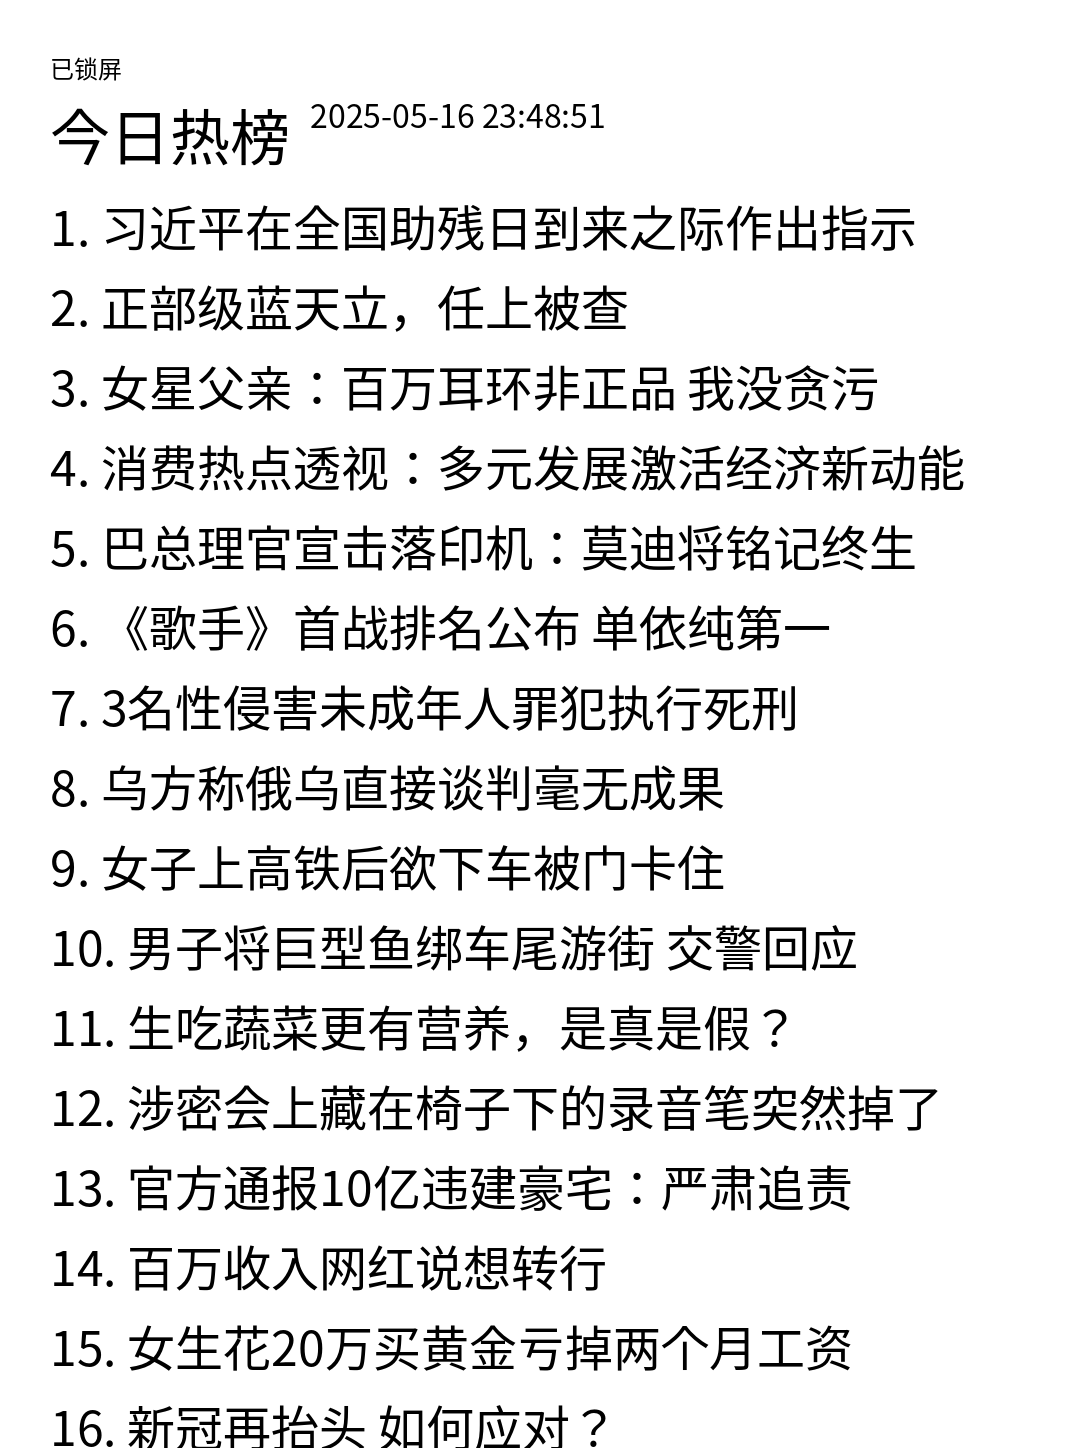 已锁屏
今日热榜 2025-05-16 23:48:51
1. 习近平在全国助残日到来之际作出指示
2. 正部级蓝天立，任上被查
3. 女星父亲：百万耳环非正品 我没贪污
4. 消费热点透视：多元发展激活经济新动能
5. 巴总理官宣击落印机：莫迪将铭记终生
6. 《歌手》首战排名公布 单依纯第一
7. 3名性侵害未成年人罪犯执行死刑
8. 乌方称俄乌直接谈判毫无成果
9. 女子上高铁后欲下车被门卡住
10. 男子将巨型鱼绑车尾游街 交警回应
11. 生吃蔬菜更有营养，是真是假？
12. 涉密会上藏在椅子下的录音笔突然掉了
13. 官方通报10亿违建豪宅：严肃追责
14. 百万收入网红说想转行
15. 女生花20万买黄金亏掉两个月工资
16. 新冠再抬头 如何应对？